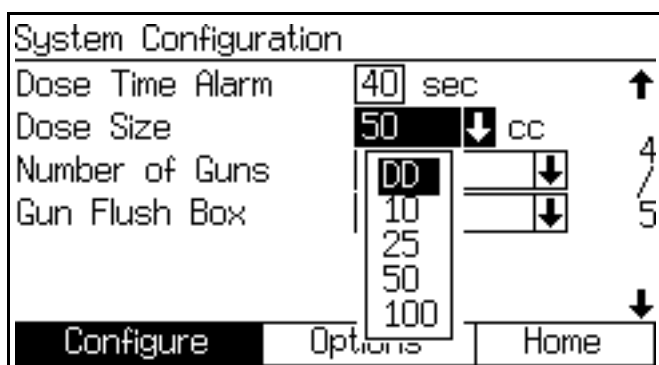 System Configuration
Dose Time Alarm 40 sec
Dose Size 50 cc
Number of Guns
Gun Flush Box
DD
10
25
50
100
4
/
5
Configure Home